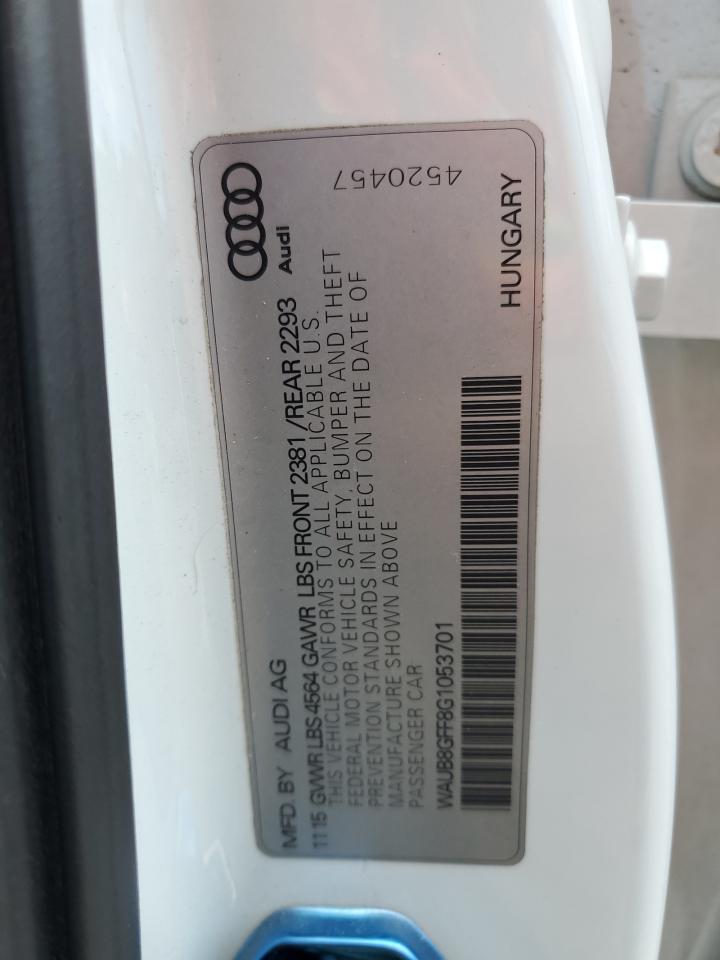 Audi
4520457
MFD. BY AUDI AG
11 15 GVWR LBS 4564 GAWR LBS FRONT 2381 /REAR 2293
THIS VEHICLE CONFORMS TO ALL APPLICABLE U.S.
FEDERAL MOTOR VEHICLE SAFETY, BUMPER AND THEFT
PREVENTION STANDARDS IN EFFECT ON THE DATE OF
MANUFACTURE SHOWN ABOVE
PASSENGER CAR
WAUB8GFF8G1053701
HUNGARY